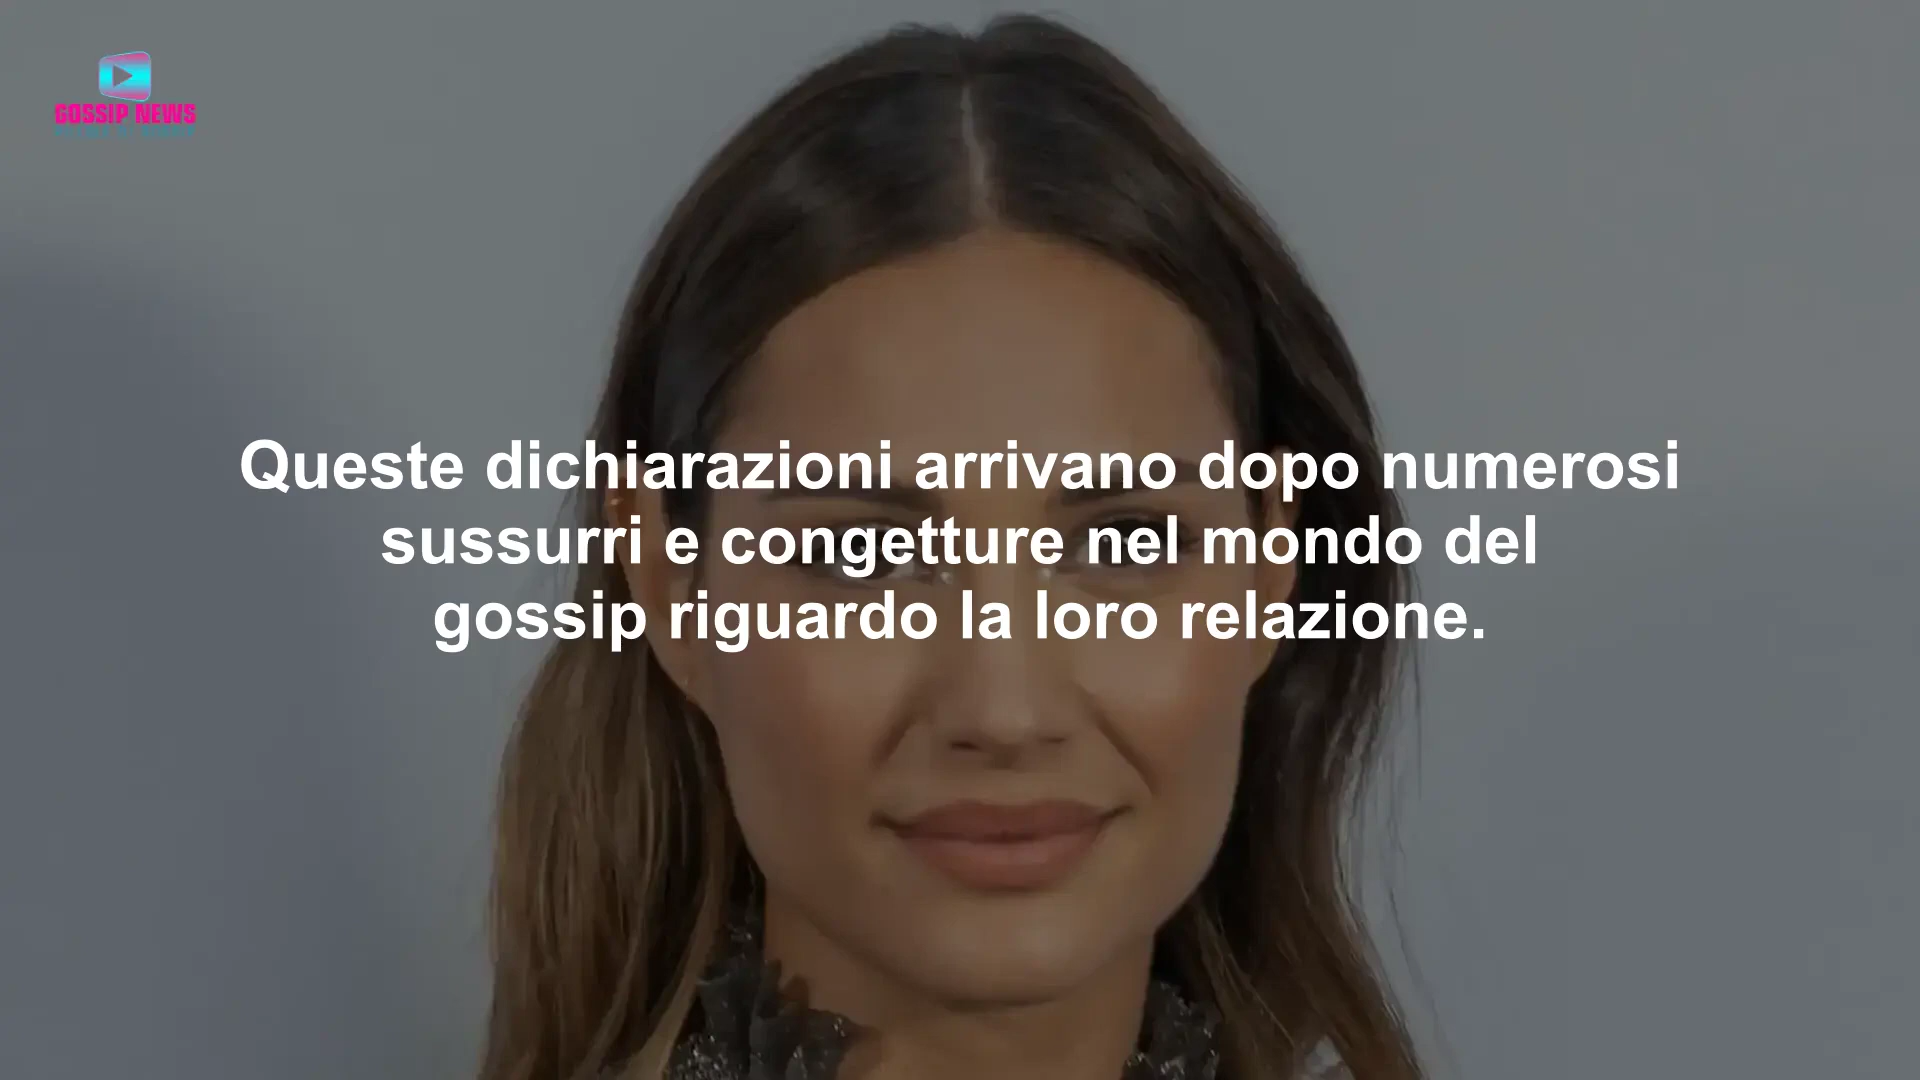 GOSSIP NEWS
Queste dichiarazioni arrivano dopo numerosi
sussurri e congetture nel mondo del
gossip riguardo la loro relazione.